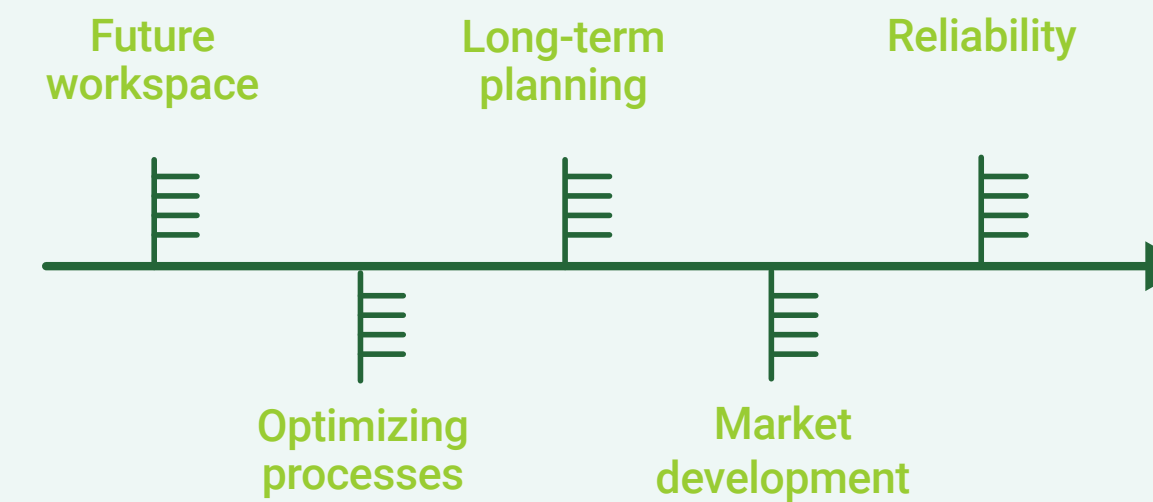 Future
workspace
Long-term
planning
Reliability
Optimizing
processes
Market
development